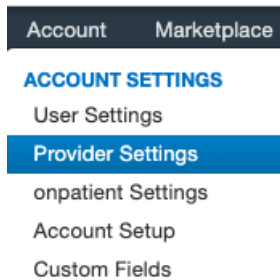 Account Marketplace
ACCOUNT SETTINGS
User Settings
Provider Settings
onpatient Settings
Account Setup
Custom Fields